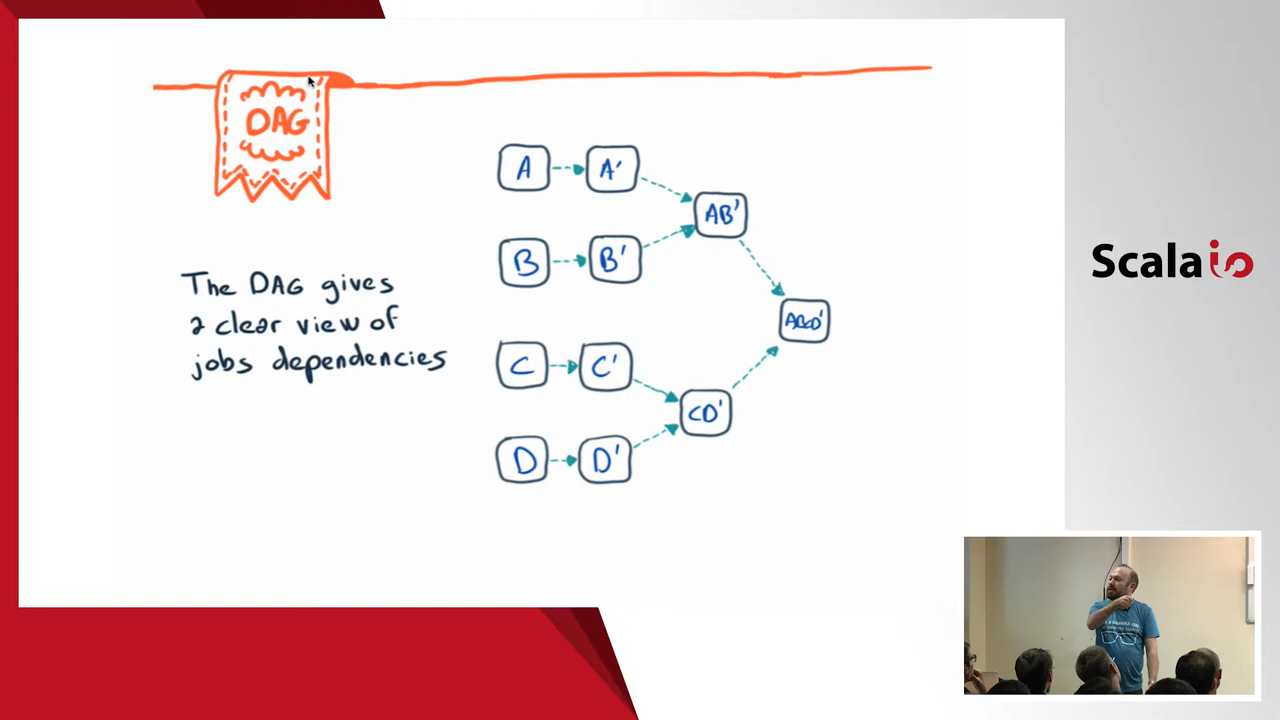 DAG
A
A'
AB'
B
B'
The DAG gives
a clear view of
jobs dependencies
ABCD'
C
C'
CD'
D
D'
Scala io